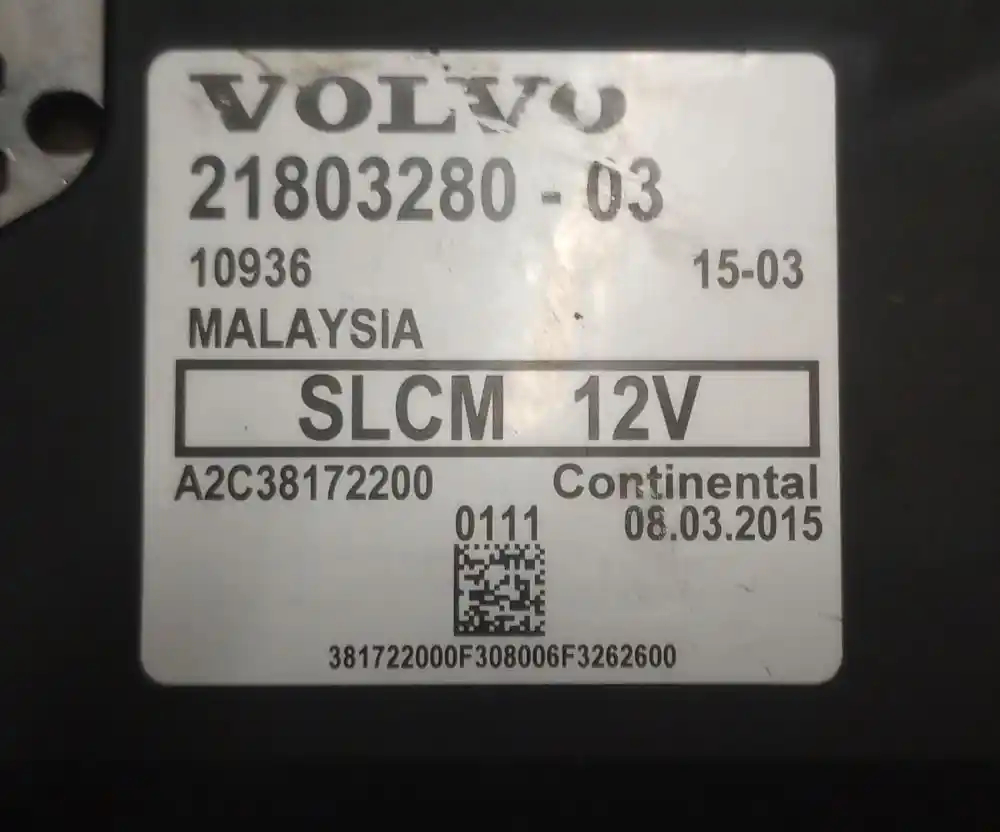 VOLVO
21803280 - 03
10936 15-03
MALAYSIA
SLCM 12V
A2C38172200 Continental
0111 08.03.2015
381722000F308006F3262600